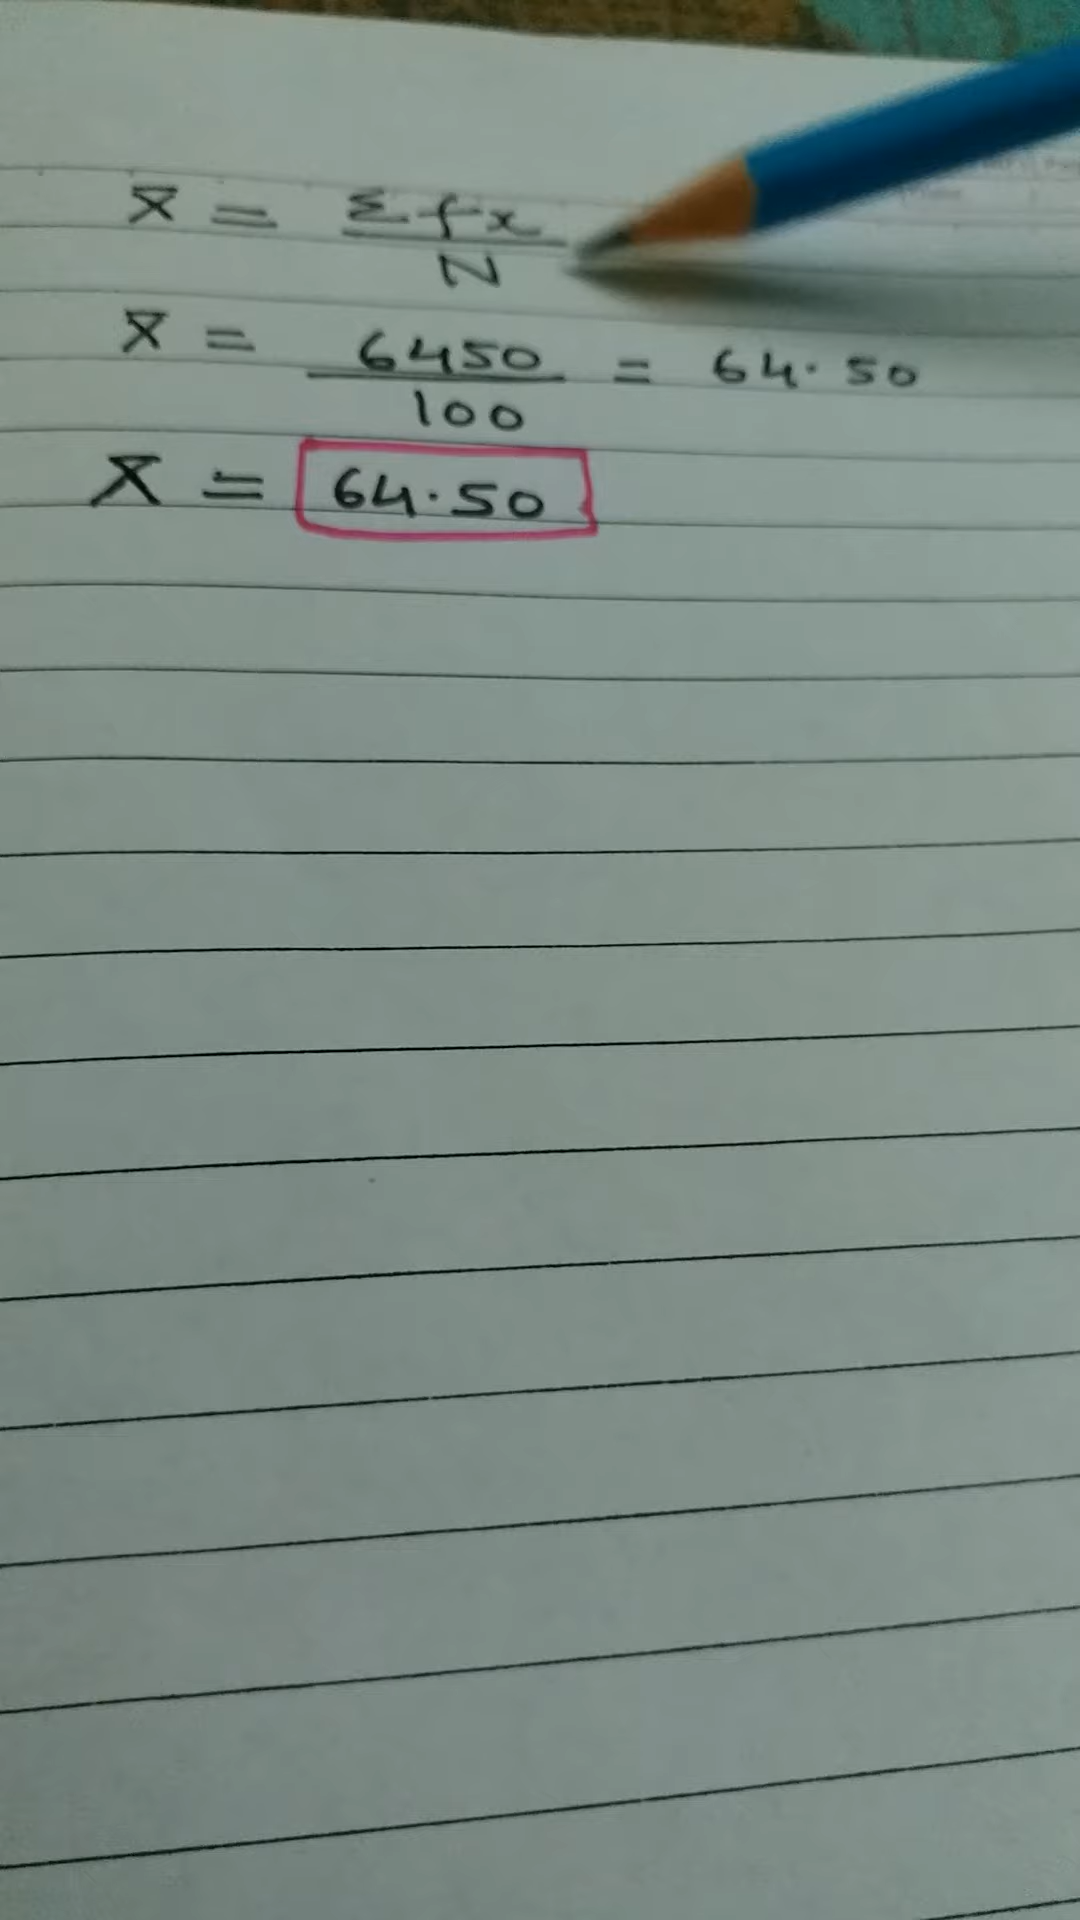 X̄ = Σfx / N
X̄ = 6450 / 100 = 64.50
X̄ = 64.50